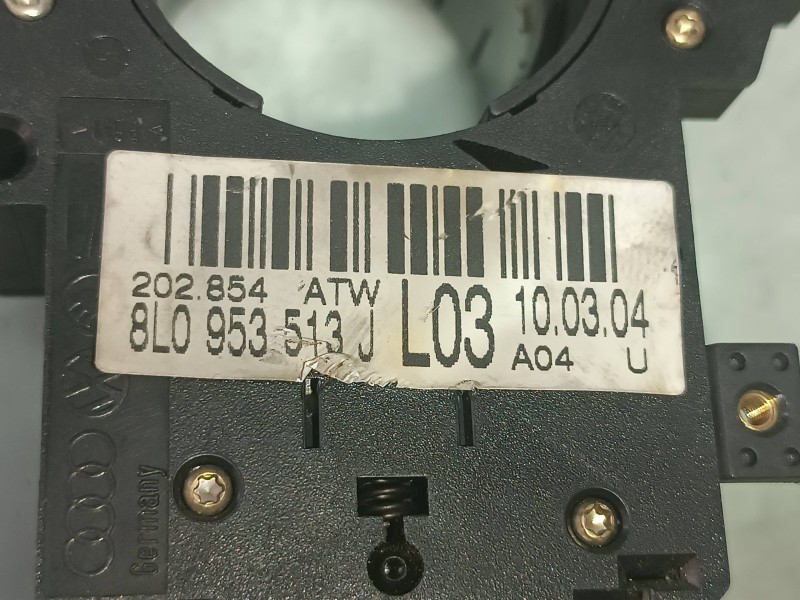 202.854 ATW
8L0 953 513 J
L03
10.03.04
A04 U
Germany